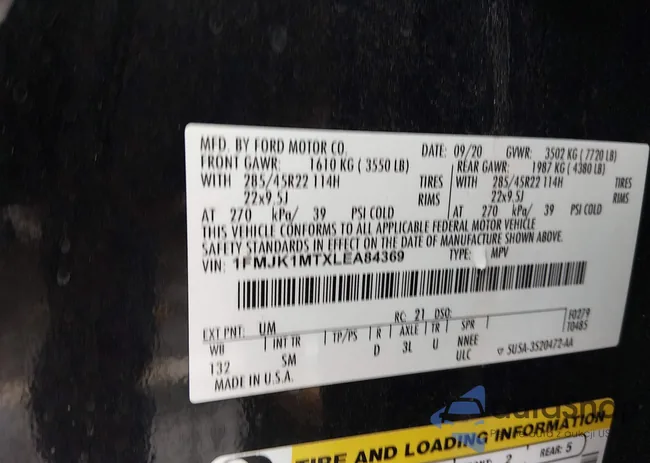 MFD. BY FORD MOTOR CO. DATE: 09/20 GVWR: 3502 KG ( 7720 LB)
FRONT GAWR: 1610 KG ( 3550 LB) REAR GAWR: 1987 KG ( 4380 LB)
WITH 285/45R22 114H TIRES WITH 285/45R22 114H TIRES
22x9.5J RIMS 22x9.5J RIMS
AT 270 kPa/ 39 PSI COLD AT 270 kPa/ 39 PSI COLD
THIS VEHICLE CONFORMS TO ALL APPLICABLE FEDERAL MOTOR VEHICLE
SAFETY STANDARDS IN EFFECT ON THE DATE OF MANUFACTURE SHOWN ABOVE.
VIN: 1FMJK1MTXLEA84369 TYPE: MPV
EXT PNT: UM RC: 21 DSO: F0279
WB INT TR TP/PS R AXLE TR SPR T0485
132 SM D 3L U NNEE
ULC SUSA-3520472-AA
MADE IN U.S.A.
TIRE AND LOADING INFORMATION
2 REAR: 5